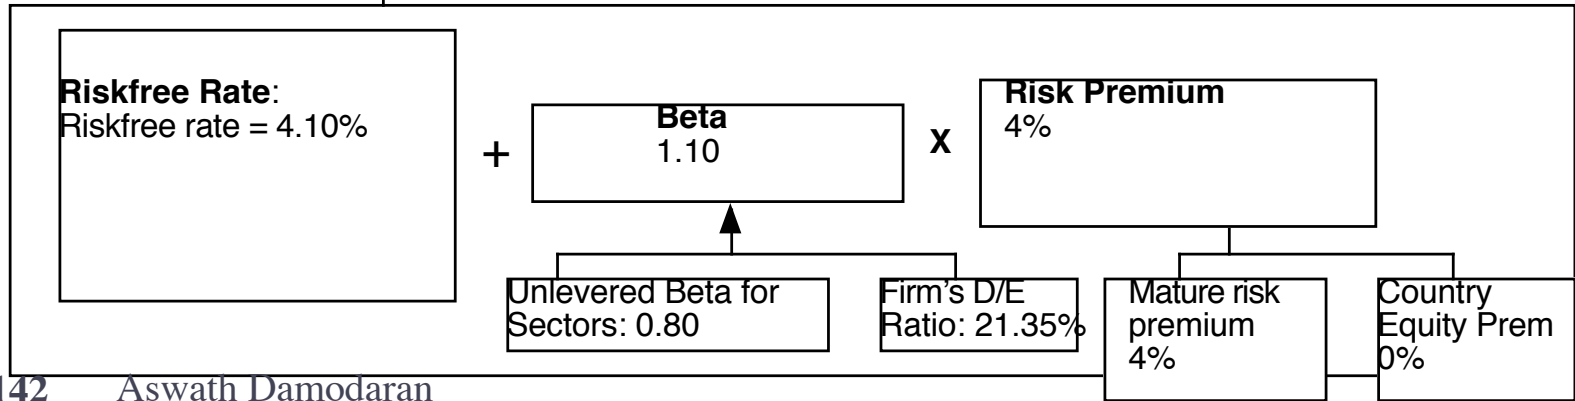 Riskfree Rate:
Riskfree rate = 4.10%
+
Beta
1.10
X
Risk Premium
4%
Unlevered Beta for
Sectors: 0.80
Firm's D/E
Ratio: 21.35%
Mature risk
premium
4%
Country
Equity Prem
0%
142 Aswath Damodaran